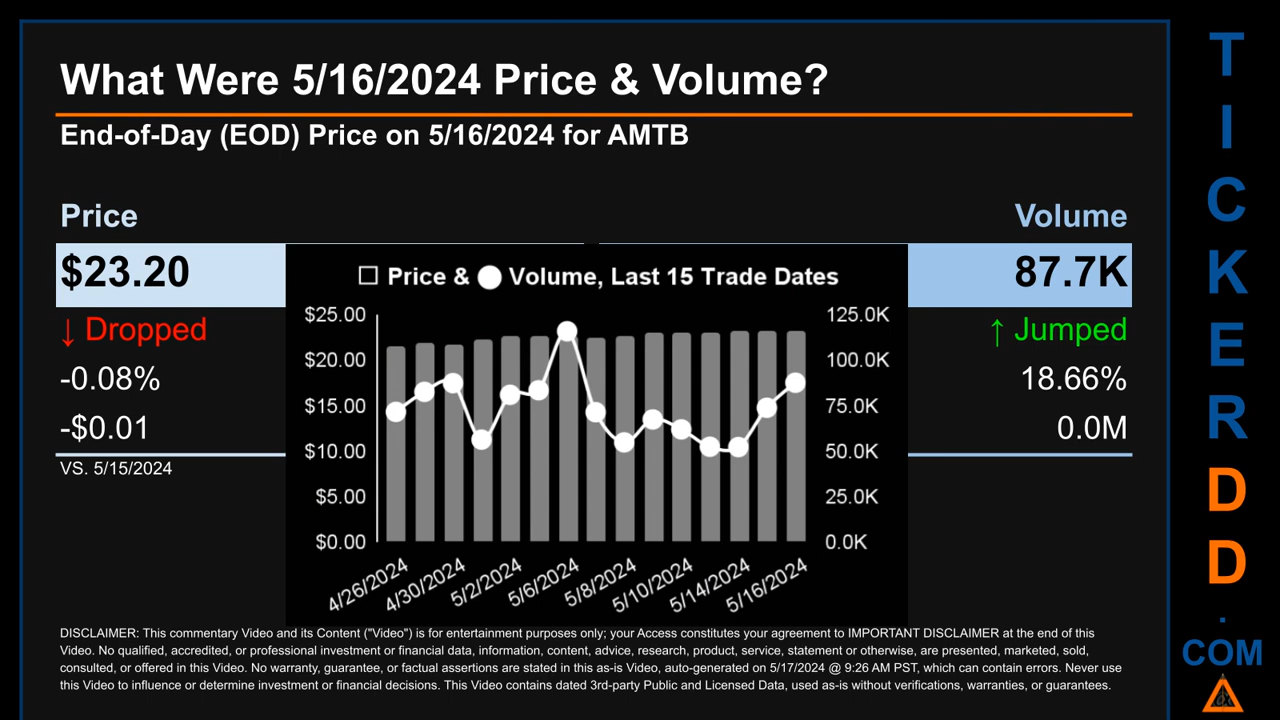 What Were 5/16/2024 Price & Volume?
End-of-Day (EOD) Price on 5/16/2024 for AMTB
Price
Volume
$23.20
87.7K
↓ Dropped
↑ Jumped
-0.08%
18.66%
-$0.01
0.0M
VS. 5/15/2024
Price & Volume, Last 15 Trade Dates
$25.00
125.0K
$20.00
100.0K
$15.00
75.0K
$10.00
50.0K
$5.00
25.0K
$0.00
0.0K
4/26/2024
4/30/2024
5/2/2024
5/6/2024
5/8/2024
5/10/2024
5/14/2024
5/16/2024
DISCLAIMER: This commentary Video and its Content ("Video") is for entertainment purposes only; your Access constitutes your agreement to IMPORTANT DISCLAIMER at the end of this
Video. No qualified, accredited, or professional investment or financial data, information, content, advice, research, product, service, statement or otherwise, are presented, marketed, sold,
consulted, or offered in this Video. No warranty, guarantee, or factual assertions are stated in this as-is Video, auto-generated on 5/17/2024 @ 9:26 AM PST, which can contain errors. Never use
this Video to influence or determine investment or financial decisions. This Video contains dated 3rd-party Public and Licensed Data, used as-is without verifications, warranties, or guarantees.
T
I
C
K
E
R
D
D
.
COM